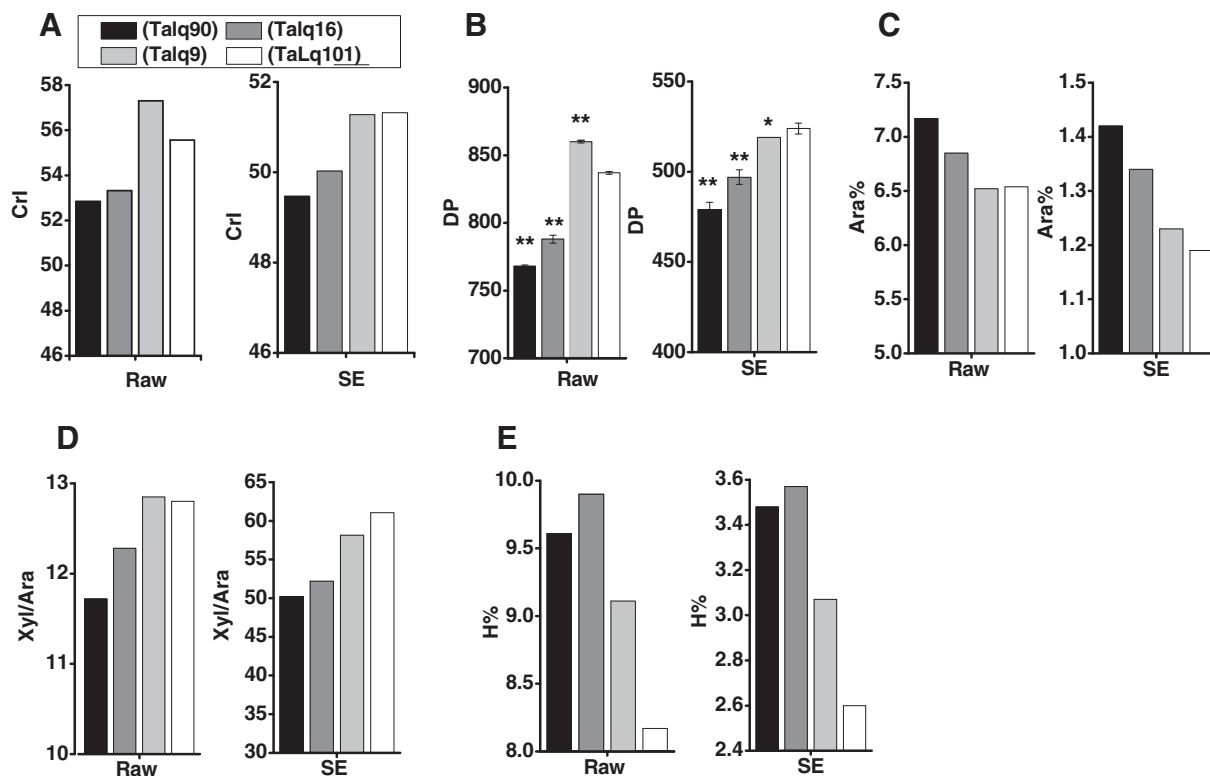 A
(Talq90) (Talq16)
(Talq9) (TaLq101)
58
56
54
52
50
48
46
CrI
Raw
52
50
48
46
CrI
SE
B
900
850
800
750
700
DP
** ** **
Raw
550
500
450
400
DP
** ** *
SE
C
7.5
7.0
6.5
6.0
5.5
5.0
Ara%
Raw
1.5
1.4
1.3
1.2
1.1
1.0
Ara%
SE
D
13
12
11
10
Xyl/Ara
Raw
65
60
55
50
45
40
35
30
Xyl/Ara
SE
E
10.0
9.5
9.0
8.5
8.0
H%
Raw
3.6
3.4
3.2
3.0
2.8
2.6
2.4
H%
SE